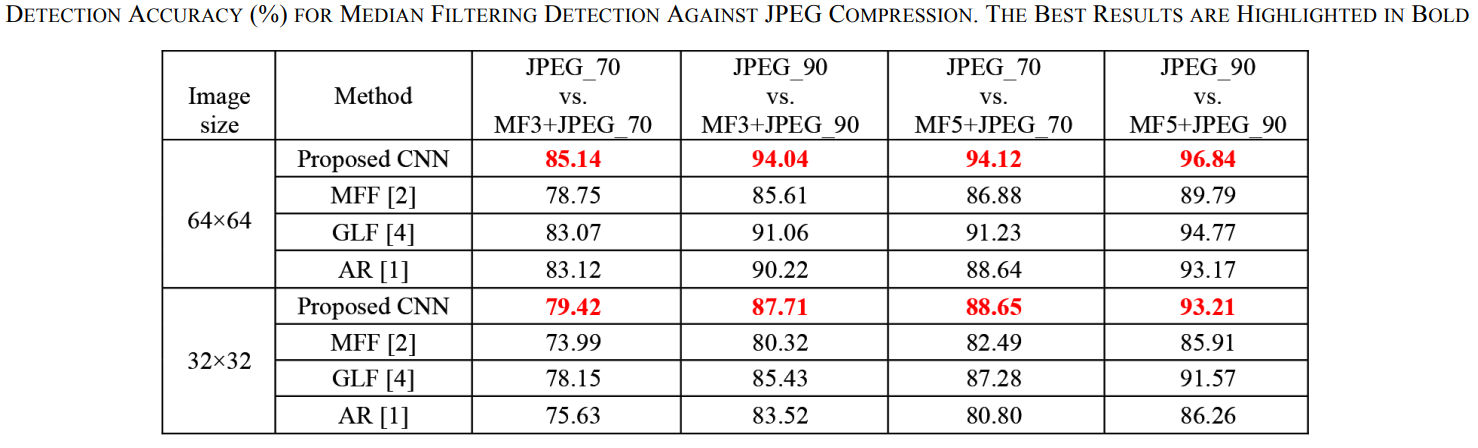 DETECTION ACCURACY (%) FOR MEDIAN FILTERING DETECTION AGAINST JPEG COMPRESSION. THE BEST RESULTS ARE HIGHLIGHTED IN BOLD
Image size Method JPEG_70 vs. MF3+JPEG_70 JPEG_90 vs. MF3+JPEG_90 JPEG_70 vs. MF5+JPEG_70 JPEG_90 vs. MF5+JPEG_90
64×64
Proposed CNN 85.14 94.04 94.12 96.84
MFF [2] 78.75 85.61 86.88 89.79
GLF [4] 83.07 91.06 91.23 94.77
AR [1] 83.12 90.22 88.64 93.17
32×32
Proposed CNN 79.42 87.71 88.65 93.21
MFF [2] 73.99 80.32 82.49 85.91
GLF [4] 78.15 85.43 87.28 91.57
AR [1] 75.63 83.52 80.80 86.26